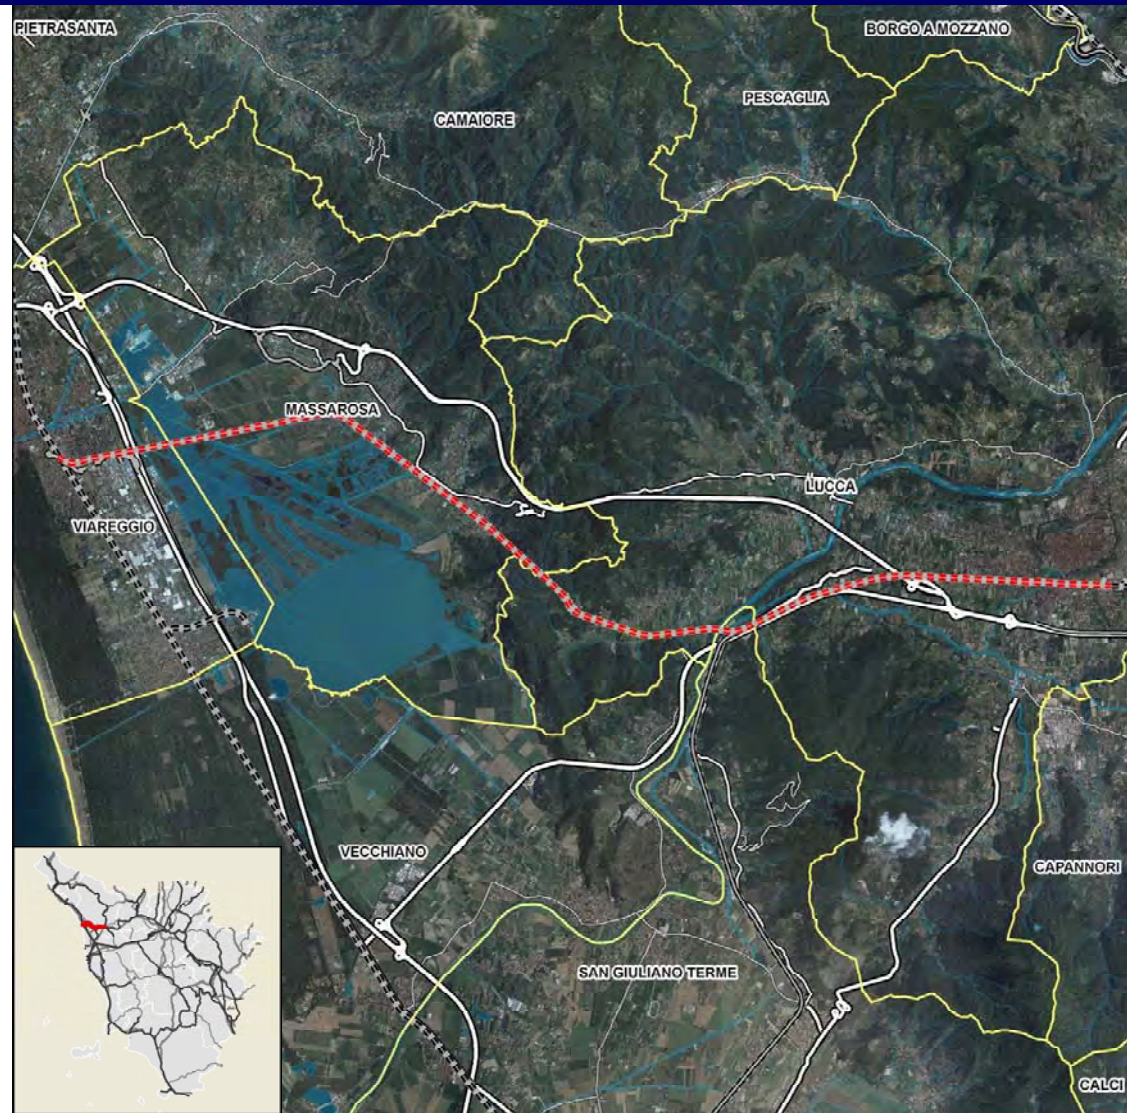 PIETRASANTA
BORGO A MOZZANO
PESCAGLIA
CAMAIORE
MASSAROSA
LUCCA
VIAREGGIO
VECCHIANO
CAPANNORI
SAN GIULIANO TERME
CALCI